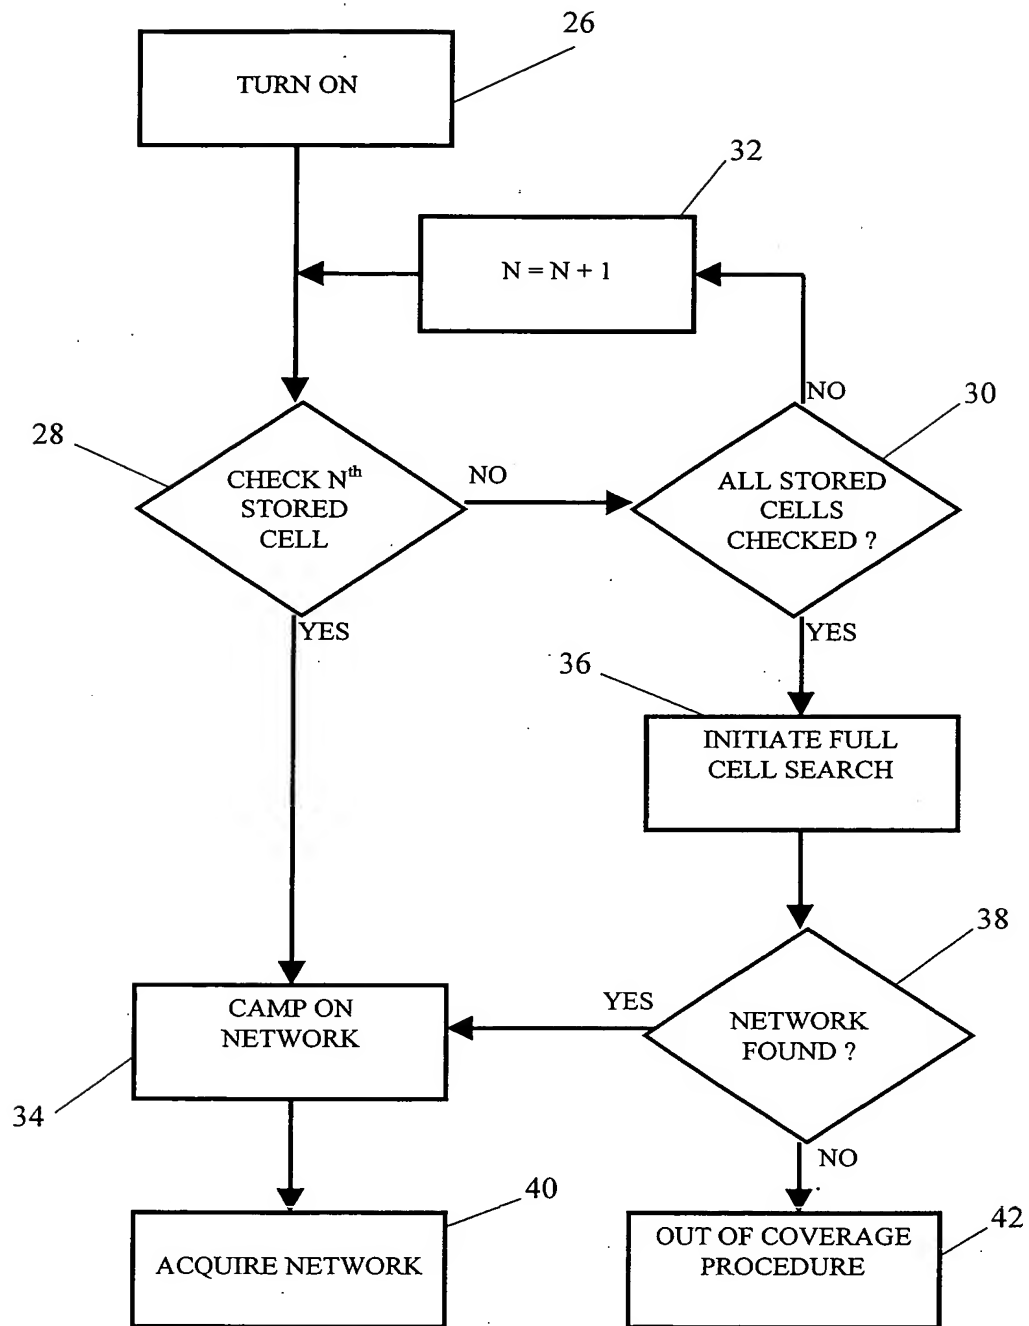 26
TURN ON
32
N = N + 1
NO
30
28
CHECK Nth
STORED
CELL
NO
ALL STORED
CELLS
CHECKED ?
YES
YES
36
INITIATE FULL
CELL SEARCH
38
CAMP ON
NETWORK
YES
NETWORK
FOUND ?
34
NO
40
ACQUIRE NETWORK
42
OUT OF COVERAGE
PROCEDURE